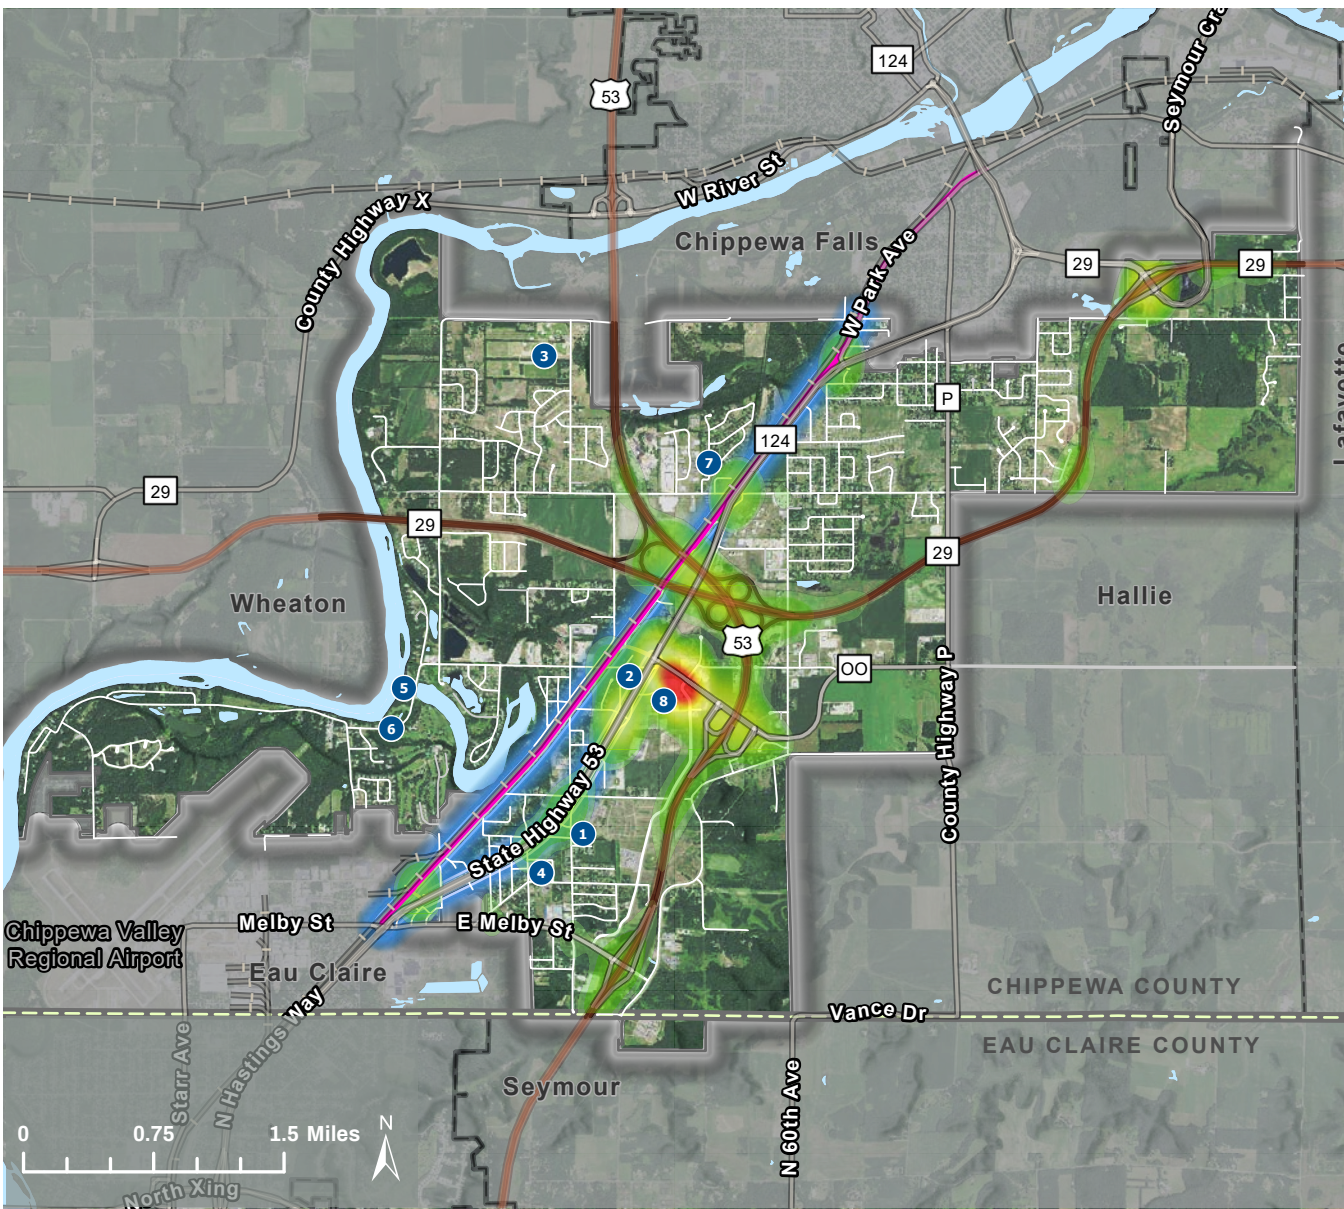 Seymour Cra
124
53
W River St
County Highway X
Chippewa Falls
W Park Ave
29
29
Lafayette
3
P
124
7
29
29
29
Wheaton
Hallie
53
OO
2
5
8
6
County Highway P
State Highway 53
1
4
Melby St
E Melby St
Chippewa Valley
Regional Airport
Eau Claire
CHIPPEWA COUNTY
Way
Vance Dr
EAU CLAIRE COUNTY
Starr Ave
N Hastings
Seymour
N 60th Ave
N
0 0.75 1.5 Miles
North Xing